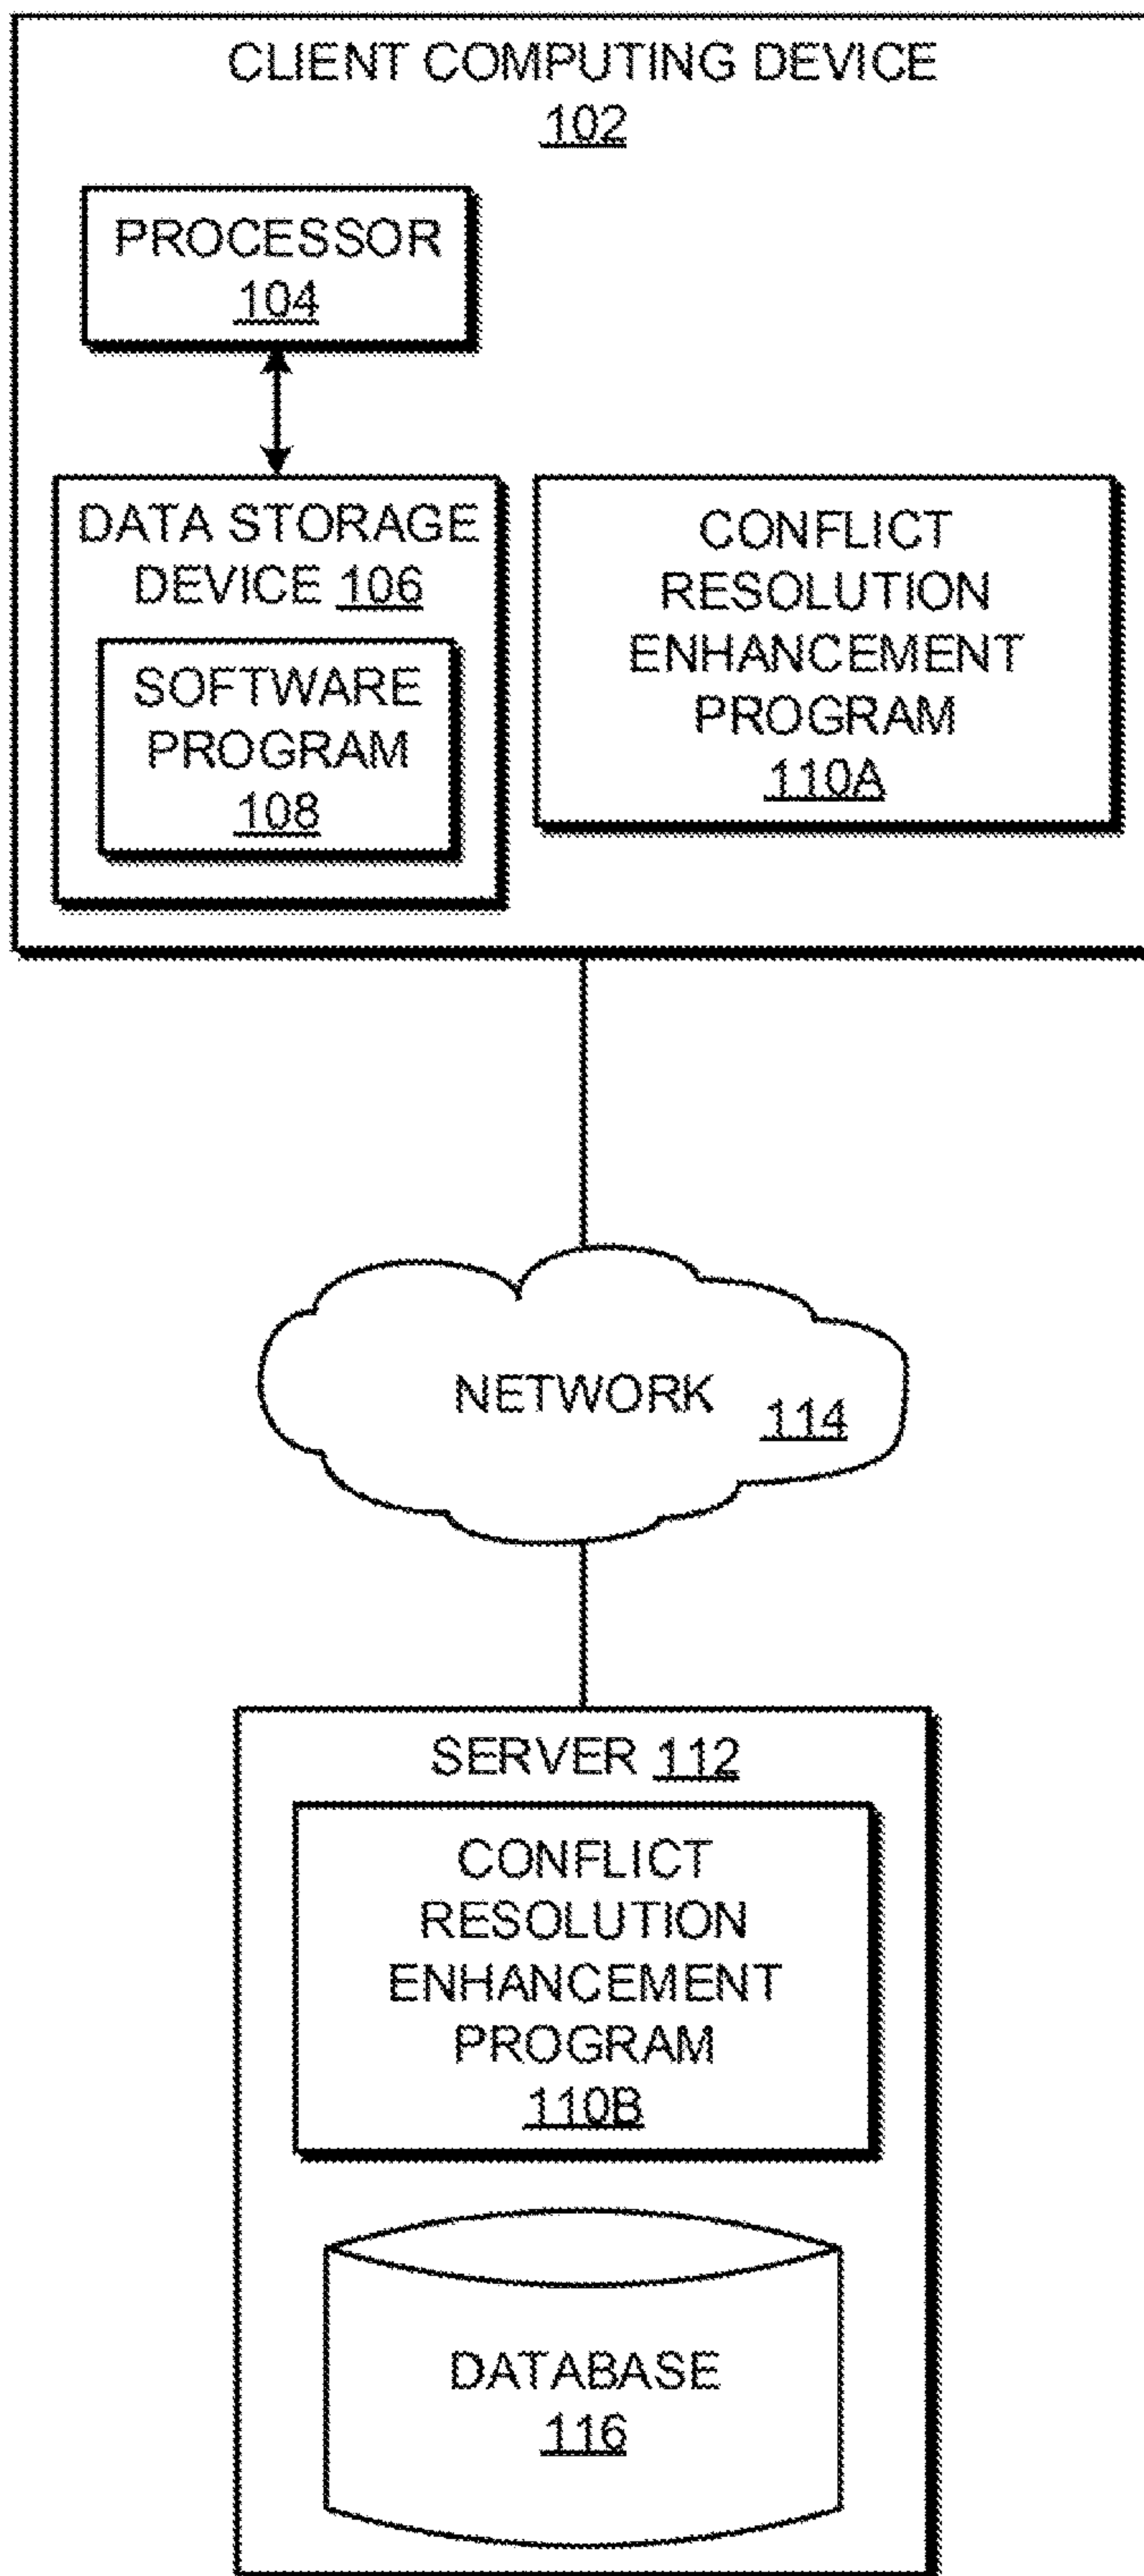 CLIENT COMPUTING DEVICE
102
PROCESSOR
104
DATA STORAGE
DEVICE 106
SOFTWARE
PROGRAM
108
CONFLICT
RESOLUTION
ENHANCEMENT
PROGRAM
110A
NETWORK 114
SERVER 112
CONFLICT
RESOLUTION
ENHANCEMENT
PROGRAM
110B
DATABASE
116